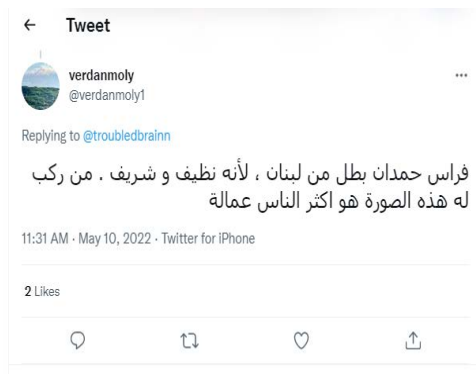 Tweet
verdanmoly
@verdanmoly1
Replying to @troubledbrainn
فراس حمدان بطل من لبنان ، لأنه نظيف و شريف . من ركب
له هذه الصورة هو اكثر الناس عمالة
11:31 AM · May 10, 2022 · Twitter for iPhone
2 Likes